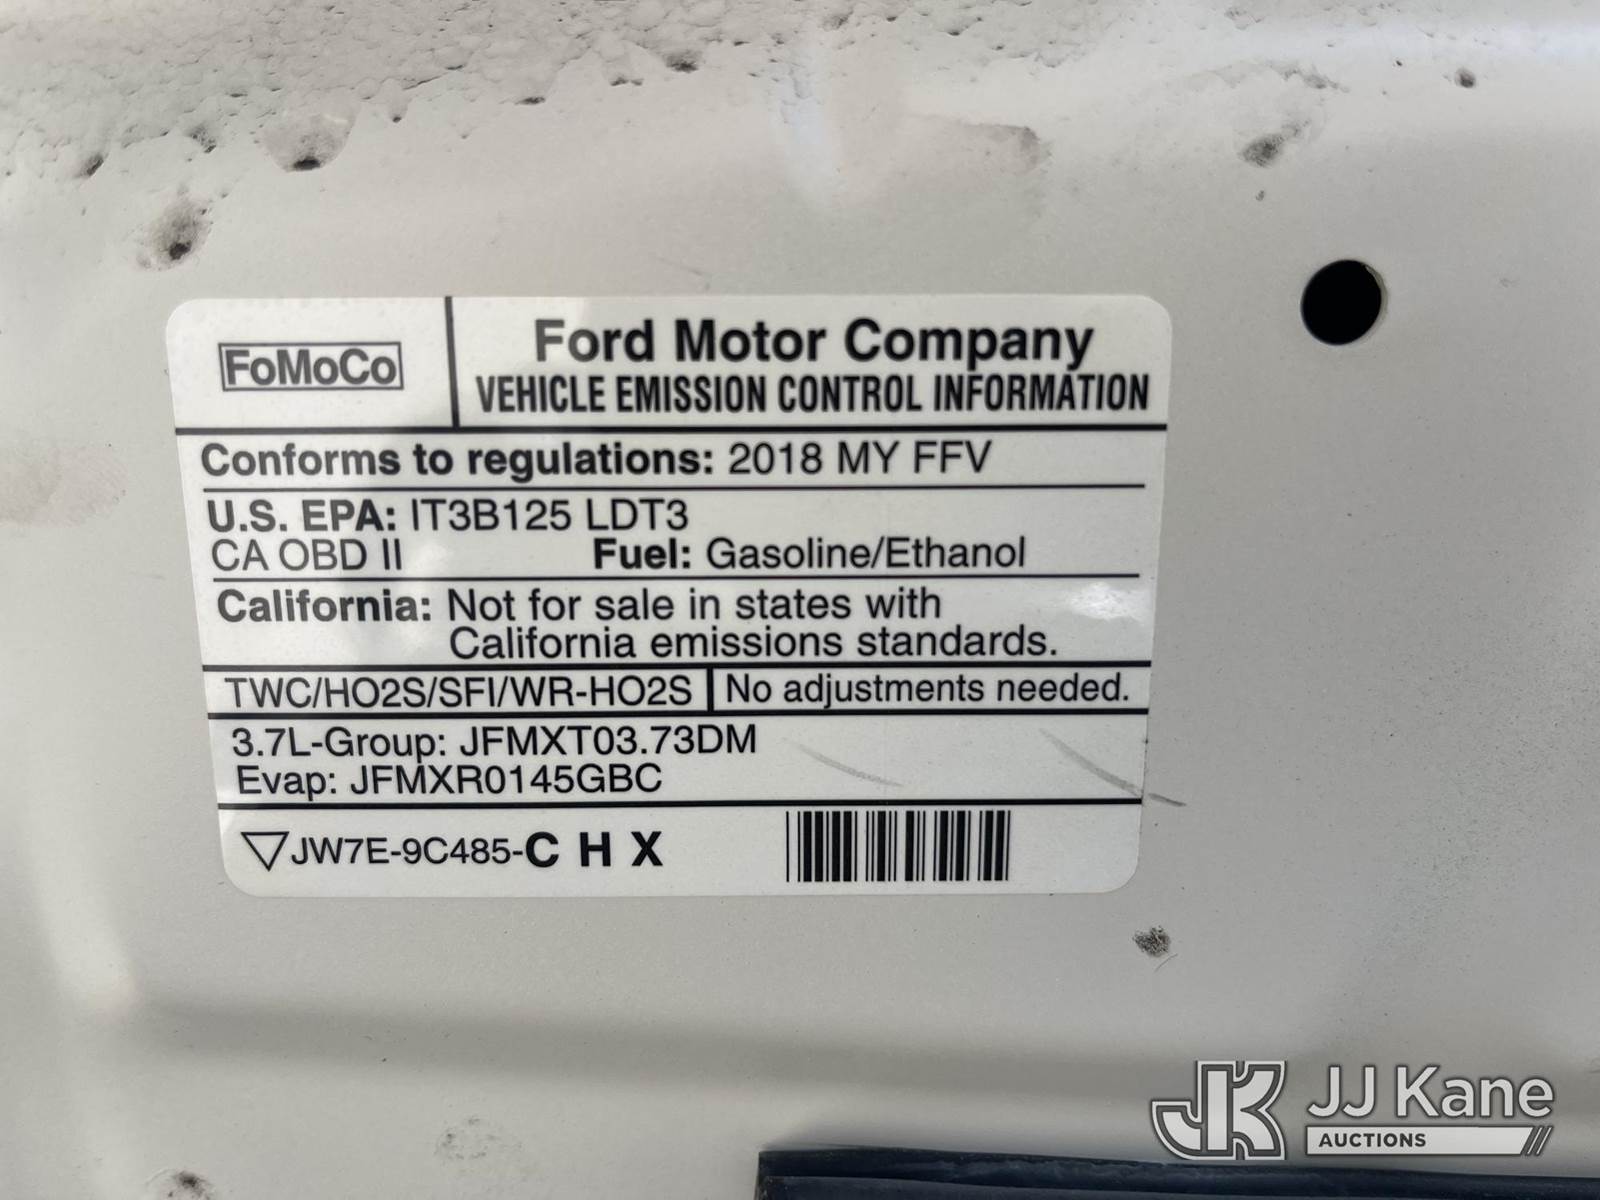 FoMoCo
Ford Motor Company
VEHICLE EMISSION CONTROL INFORMATION
Conforms to regulations: 2018 MY FFV
U.S. EPA: IT3B125 LDT3
CA OBD II Fuel: Gasoline/Ethanol
California: Not for sale in states with
California emissions standards.
TWC/HO2S/SFI/WR-HO2S No adjustments needed.
3.7L-Group: JFMXT03.73DM
Evap: JFMXR0145GBC
JW7E-9C485-C H X
JK JJ Kane
AUCTIONS